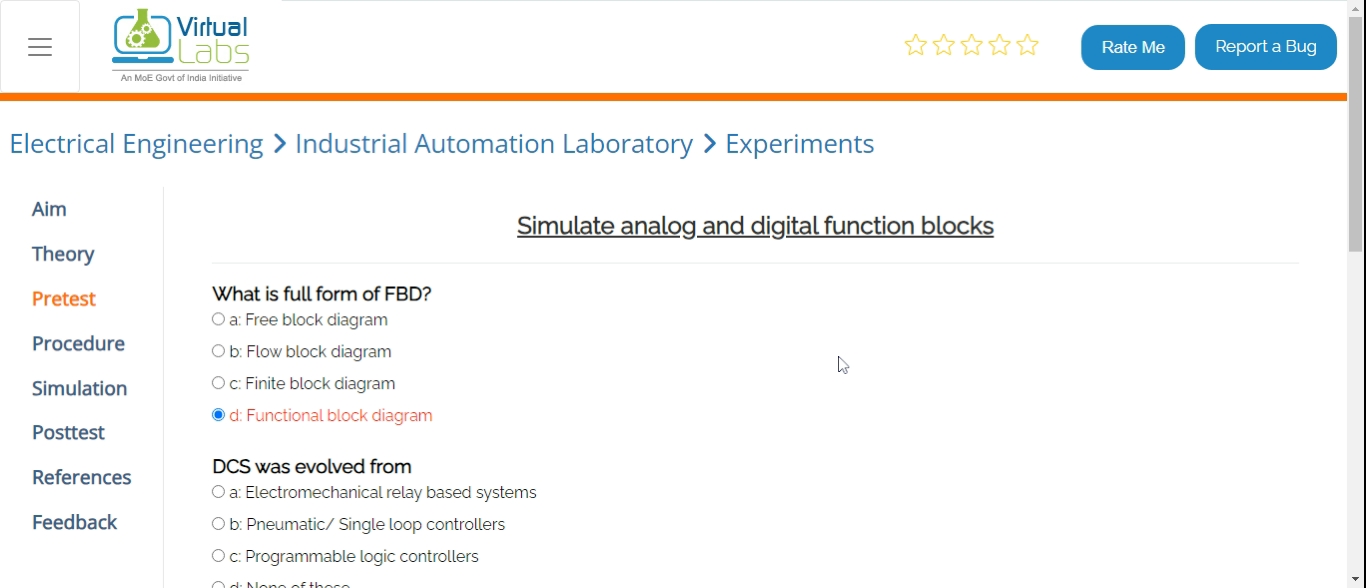 Virtual
Labs
An MoE Govt of India Initiative
Rate Me
Report a Bug
Electrical Engineering > Industrial Automation Laboratory > Experiments
Aim
Theory
Pretest
Procedure
Simulation
Posttest
References
Feedback
Simulate analog and digital function blocks
What is full form of FBD?
a: Free block diagram
b: Flow block diagram
c: Finite block diagram
d: Functional block diagram
DCS was evolved from
a: Electromechanical relay based systems
b: Pneumatic/ Single loop controllers
c: Programmable logic controllers
d: None of these